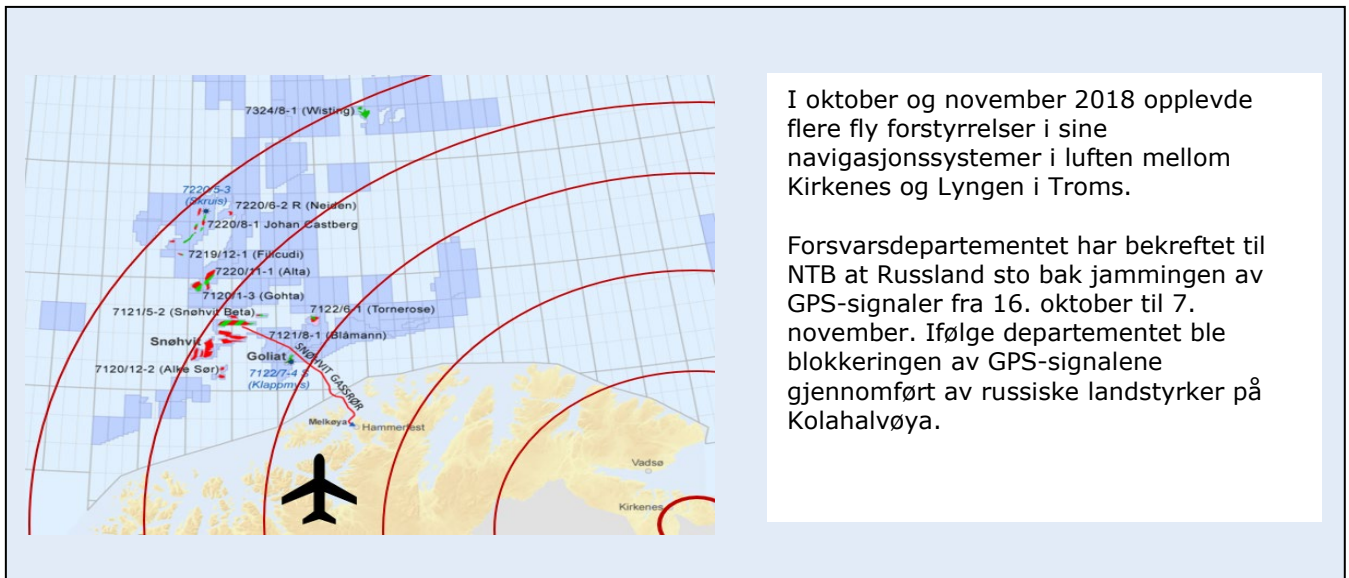 7324/8-1 (Wisting)
7220/5-3
(Skruis)
7220/6-2 R (Neiden)
7220/8-1 Johan Castberg
7219/12-1 (Filicudi)
7220/11-1 (Alta)
7120/1-3 (Gohta)
7121/5-2 (Snøhvit Beta)
7122/6-1 (Tornerose)
7121/8-1 (Blåmann)
Snøhvit
Goliat
7120/12-2 (Alke Sør)
7122/7-4 S
(Klappmys)
SNØHVIT GASSRØR
Melkøya
Hammerfest
Vadsø
Kirkenes
I oktober og november 2018 opplevde
flere fly forstyrrelser i sine
navigasjonssystemer i luften mellom
Kirkenes og Lyngen i Troms.
Forsvarsdepartementet har bekreftet til
NTB at Russland sto bak jammingen av
GPS-signaler fra 16. oktober til 7.
november. Ifølge departementet ble
blokkeringen av GPS-signalene
gjennomført av russiske landstyrker på
Kolahalvøya.